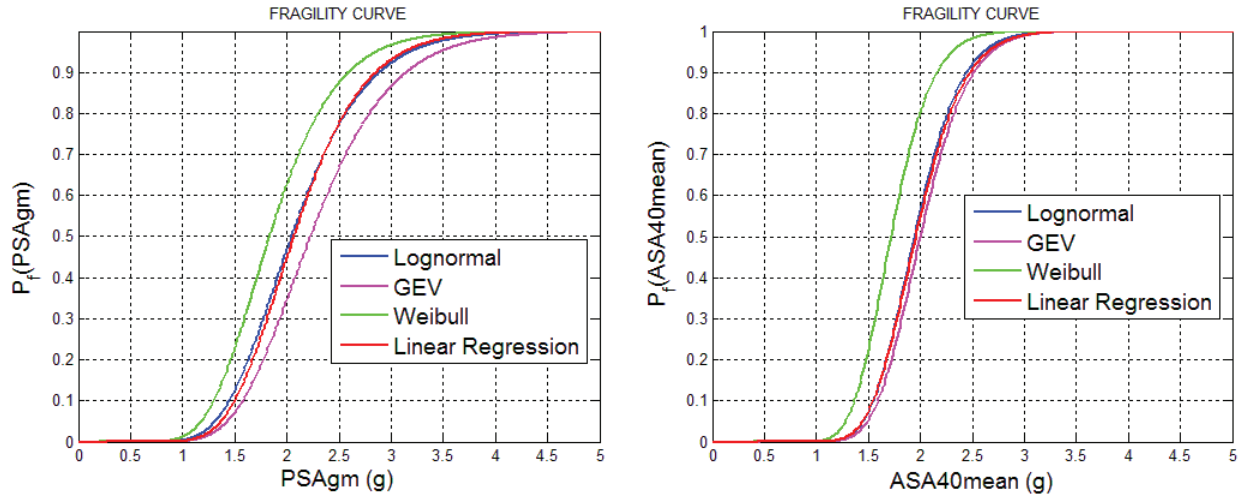 FRAGILITY CURVE
P_f(PSAgm)
1
0.9
0.8
0.7
0.6
0.5
0.4
0.3
0.2
0.1
0
Lognormal
GEV
Weibull
Linear Regression
0 0.5 1 1.5 2 2.5 3 3.5 4 4.5 5
PSAgm (g)
FRAGILITY CURVE
P_f(ASA40mean)
1
0.9
0.8
0.7
0.6
0.5
0.4
0.3
0.2
0.1
0
Lognormal
GEV
Weibull
Linear Regression
0 0.5 1 1.5 2 2.5 3 3.5 4 4.5 5
ASA40mean (g)